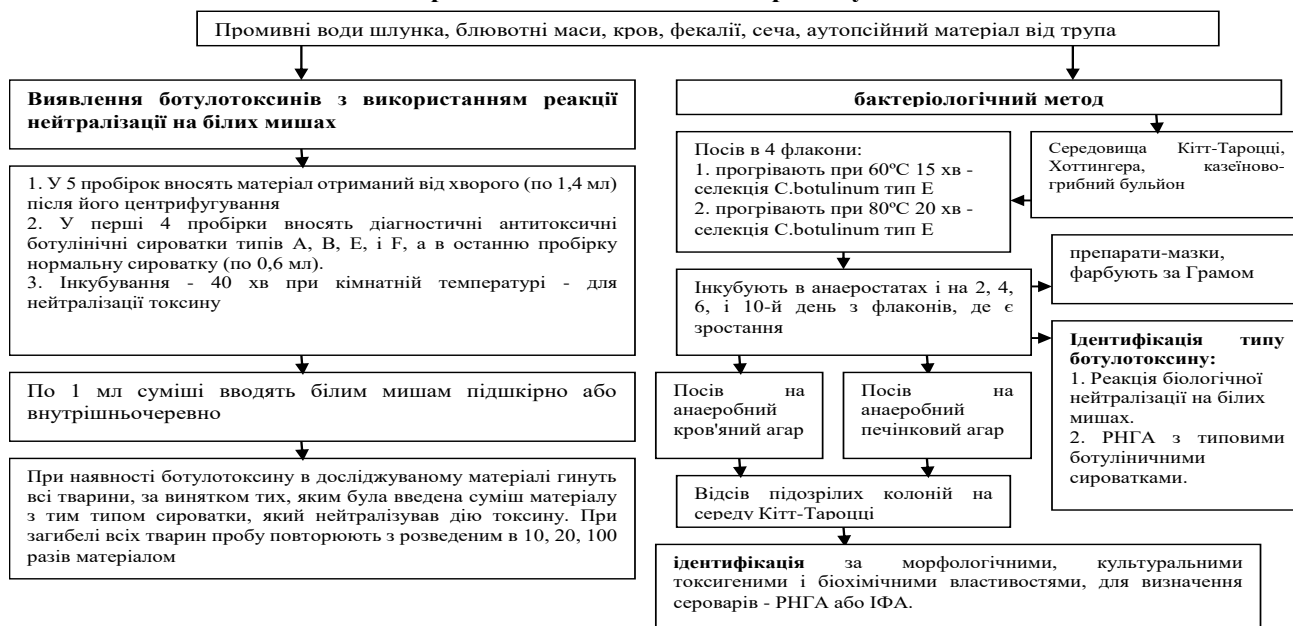 Промивні води шлунка, блювотні маси, кров, фекалії, сеча, аутопсійний матеріал від трупа
Виявлення ботулотоксинів з використанням реакції
нейтралізації на білих мишах
1. У 5 пробірок вносять матеріал отриманий від хворого (по 1,4 мл)
після його центрифугування
2. У перші 4 пробірки вносять діагностичні антитоксичні
ботулінічні сироватки типів А, В, Е, і F, а в останню пробірку
нормальну сироватку (по 0,6 мл).
3. Інкубування - 40 хв при кімнатній температурі - для
нейтралізації токсину
По 1 мл суміші вводять білим мишам підшкірно або
внутрішньочеревно
При наявності ботулотоксину в досліджуваному матеріалі гинуть
всі тварини, за винятком тих, яким була введена суміш матеріалу
з тим типом сироватки, який нейтралізував дію токсину. При
загибелі всіх тварин пробу повторюють з розведеним в 10, 20, 100
разів матеріалом
бактеріологічний метод
Посів в 4 флакони:
1. прогрівають при 60ºС 15 хв -
селекція C.botulinum тип Е
2. прогрівають при 80ºС 20 хв -
селекція C.botulinum тип Е
Середовища Кітт-Тароцці,
Хоттингера, казеїново-
грибний бульйон
Інкубують в анаеростатах і на 2, 4,
6, і 10-й день з флаконів, де є
зростання
препарати-мазки,
фарбують за Грамом
Ідентифікація типу
ботулотоксину:
1. Реакція біологічної
нейтралізації на білих
мишах.
2. РНГА з типовими
ботуліничними
сироватками.
Посів на
анаеробний
кров'яний агар
Посів на
анаеробний
печінковий агар
Відсів підозрілих колоній на
середу Кітт-Тароцці
ідентифікація за морфологічними, культуральними
токсигеними і біохімічними властивостями, для визначення
сероварів - РНГА або ІФА.